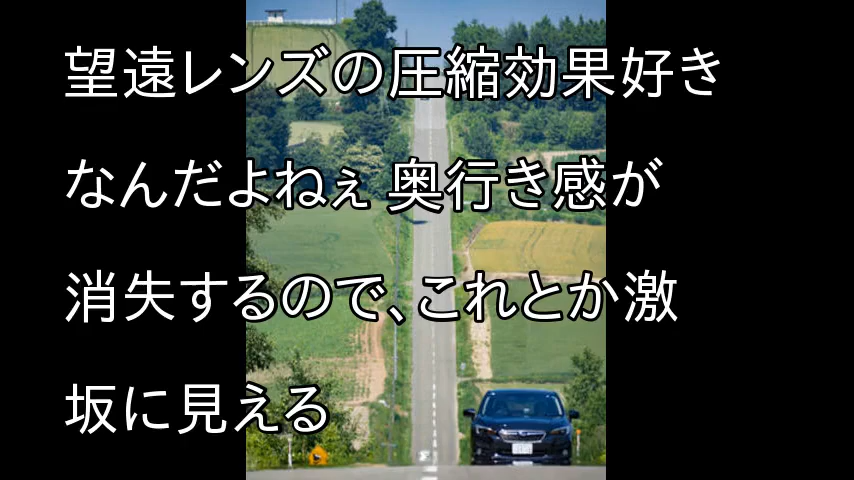 望遠レンズの圧縮効果好き
なんだよねぇ 奥行き感が
消失するので、これとか激
坂に見える